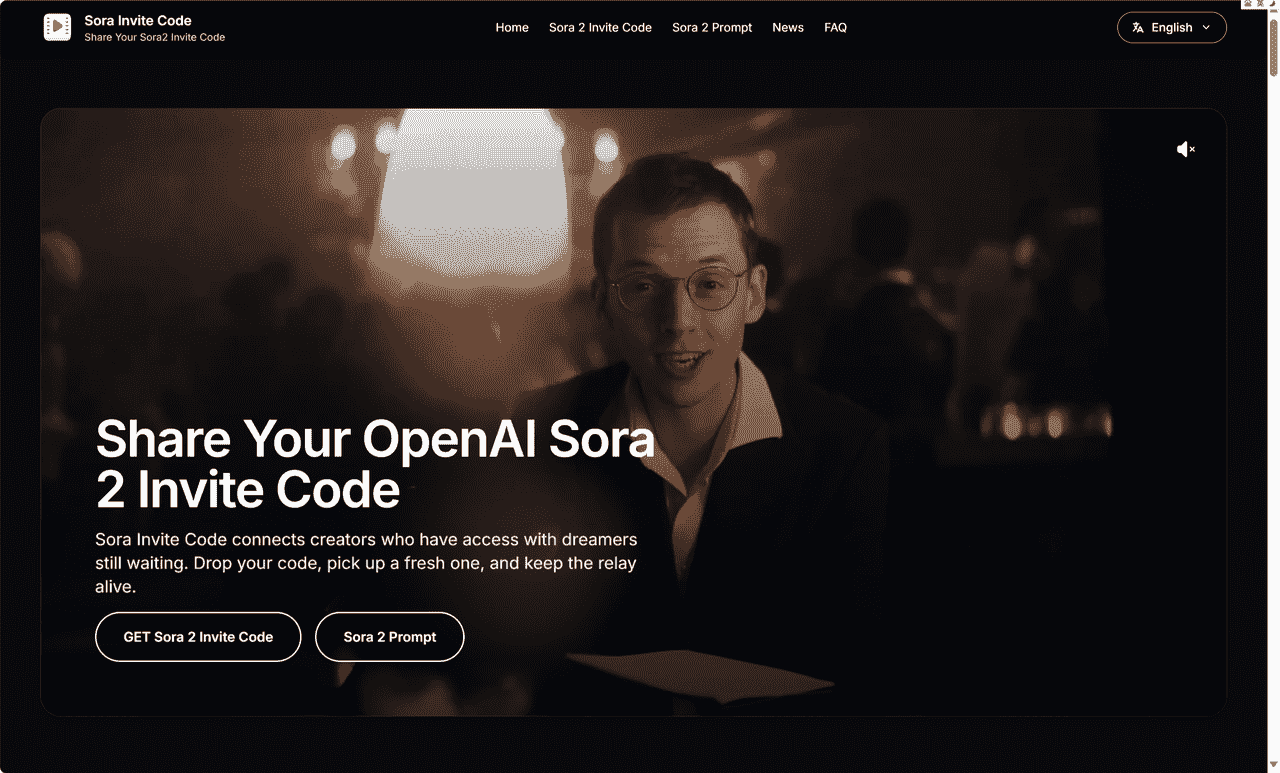 Sora Invite Code
Share Your Sora2 Invite Code
Home
Sora 2 Invite Code
Sora 2 Prompt
News
FAQ
English
Share Your OpenAI Sora
2 Invite Code
Sora Invite Code connects creators who have access with dreamers
still waiting. Drop your code, pick up a fresh one, and keep the relay
alive.
GET Sora 2 Invite Code
Sora 2 Prompt